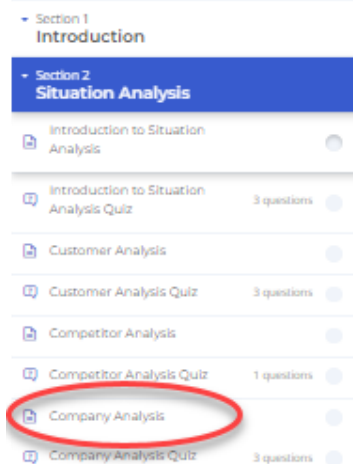 Section 1
Introduction
Section 2
Situation Analysis
Introduction to Situation
Analysis
Introduction to Situation
Analysis Quiz
3 questions
Customer Analysis
Customer Analysis Quiz
3 questions
Competitor Analysis
Competitor Analysis Quiz
1 questions
Company Analysis
Company Analysis Quiz
3 questions